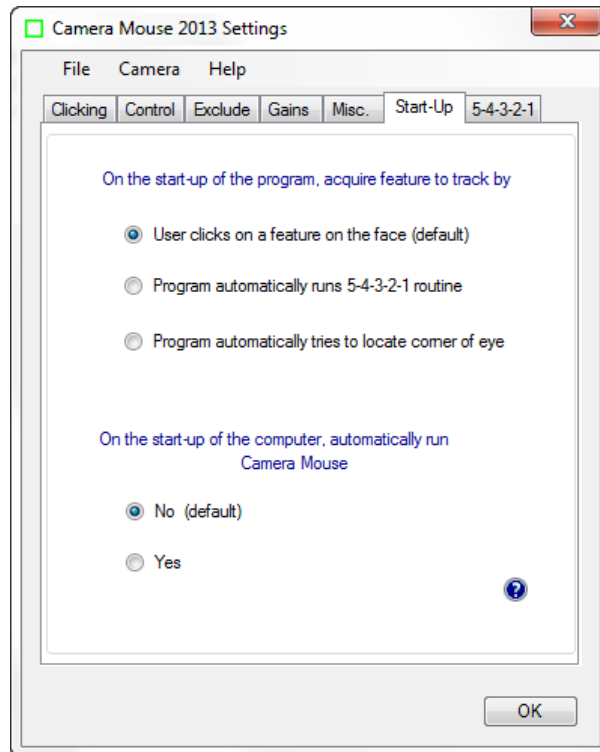 Camera Mouse 2013 Settings
File Camera Help
Clicking Control Exclude Gains Misc. Start-Up 5-4-3-2-1
On the start-up of the program, acquire feature to track by
User clicks on a feature on the face (default)
Program automatically runs 5-4-3-2-1 routine
Program automatically tries to locate corner of eye
On the start-up of the computer, automatically run
Camera Mouse
No (default)
Yes
?
OK